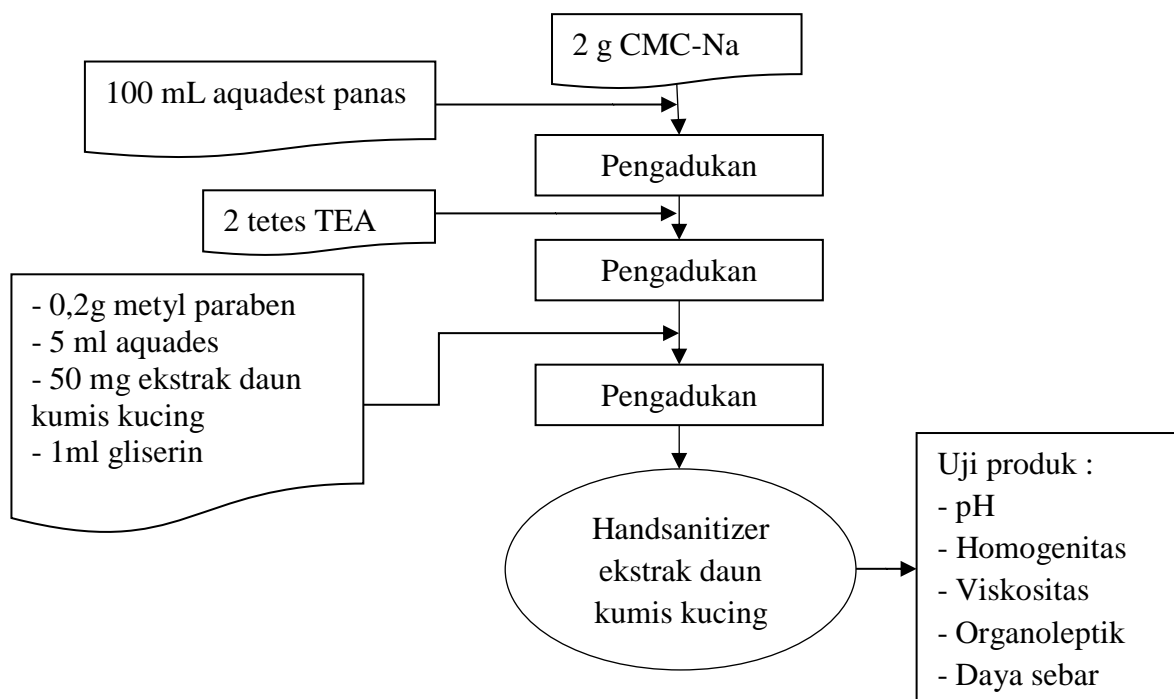 2 g CMC-Na
100 mL aquadest panas
Pengadukan
2 tetes TEA
Pengadukan
- 0,2g metyl paraben
- 5 ml aquades
- 50 mg ekstrak daun
kumis kucing
- 1ml gliserin
Pengadukan
Handsanitizer
ekstrak daun
kumis kucing
Uji produk :
- pH
- Homogenitas
- Viskositas
- Organoleptik
- Daya sebar